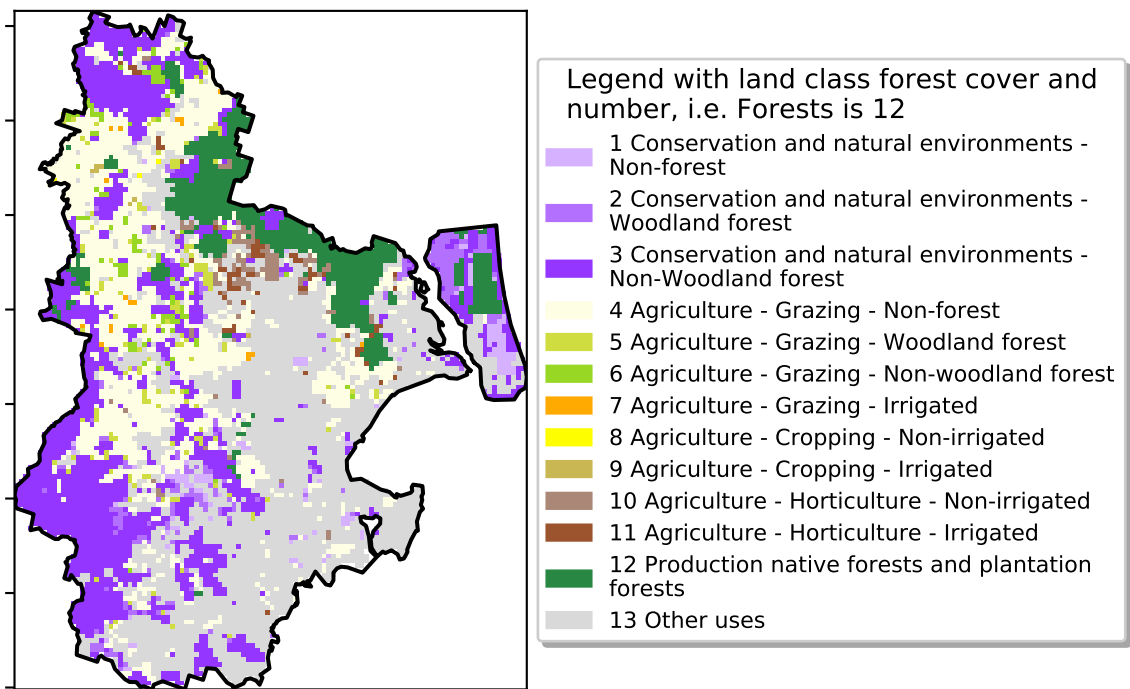 Legend with land class forest cover and
number, i.e. Forests is 12
1 Conservation and natural environments -
Non-forest
2 Conservation and natural environments -
Woodland forest
3 Conservation and natural environments -
Non-Woodland forest
4 Agriculture - Grazing - Non-forest
5 Agriculture - Grazing - Woodland forest
6 Agriculture - Grazing - Non-woodland forest
7 Agriculture - Grazing - Irrigated
8 Agriculture - Cropping - Non-irrigated
9 Agriculture - Cropping - Irrigated
10 Agriculture - Horticulture - Non-irrigated
11 Agriculture - Horticulture - Irrigated
12 Production native forests and plantation
forests
13 Other uses